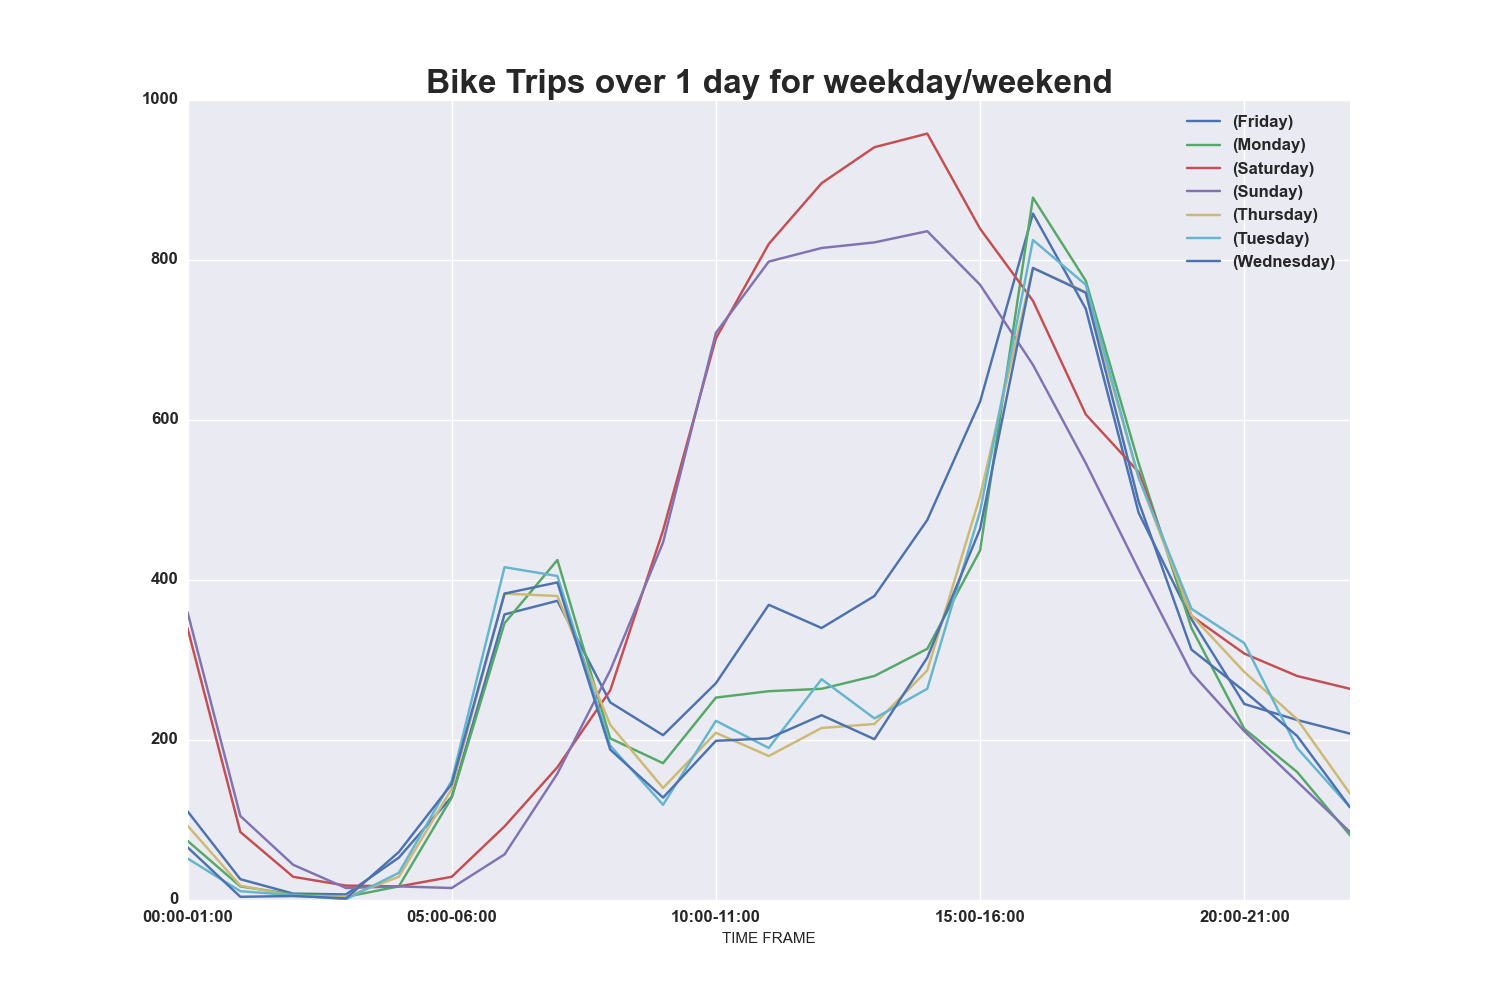 Bike Trips over 1 day for weekday/weekend
1000
800
600
400
200
0
(Friday)
(Monday)
(Saturday)
(Sunday)
(Thursday)
(Tuesday)
(Wednesday)
00:00-01:00 05:00-06:00 10:00-11:00 15:00-16:00 20:00-21:00
TIME FRAME